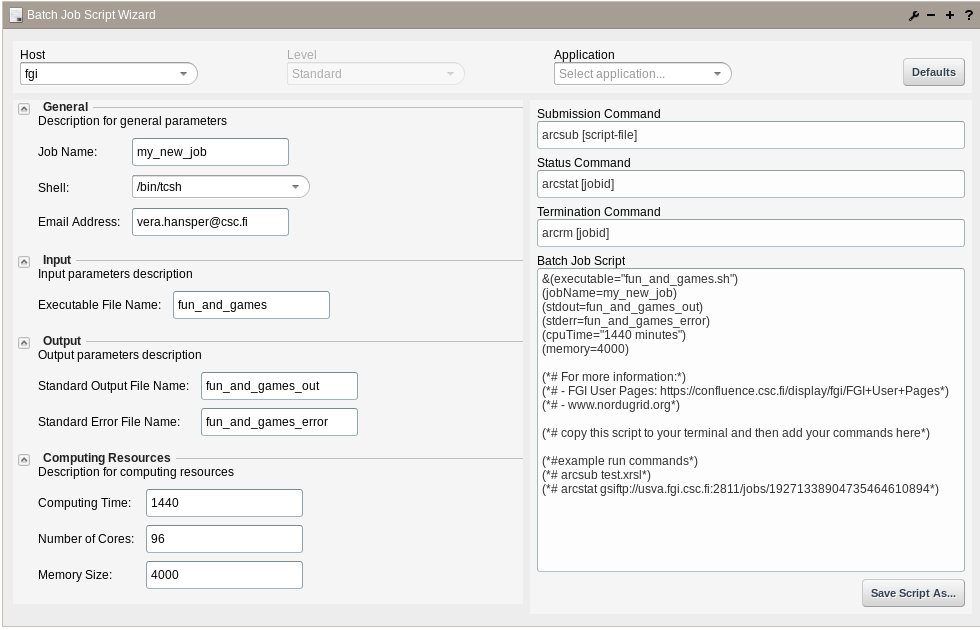 Batch Job Script Wizard
Host
Level
Application
fgi
Standard
Select application...
Defaults
General
Description for general parameters
Job Name: my_new_job
Shell: /bin/tcsh
Email Address: vera.hansper@csc.fi
Input
Input parameters description
Executable File Name: fun_and_games
Output
Output parameters description
Standard Output File Name: fun_and_games_out
Standard Error File Name: fun_and_games_error
Computing Resources
Description for computing resources
Computing Time: 1440
Number of Cores: 96
Memory Size: 4000
Submission Command
arcsub [script-file]
Status Command
arcstat [jobid]
Termination Command
arcrm [jobid]
Batch Job Script
&(executable="fun_and_games.sh")
(jobName=my_new_job)
(stdout=fun_and_games_out)
(stderr=fun_and_games_error)
(cpuTime="1440 minutes")
(memory=4000)
(*# For more information:*)
(*# - FGI User Pages: https://confluence.csc.fi/display/fgi/FGI+User+Pages*)
(*# - www.nordugrid.org*)
(*# copy this script to your terminal and then add your commands here*)
(*#example run commands*)
(*# arcsub test.xrsl*)
(*# arcstat gsiftp://usva.fgi.csc.fi:2811/jobs/19271338904735464610894*)
Save Script As...